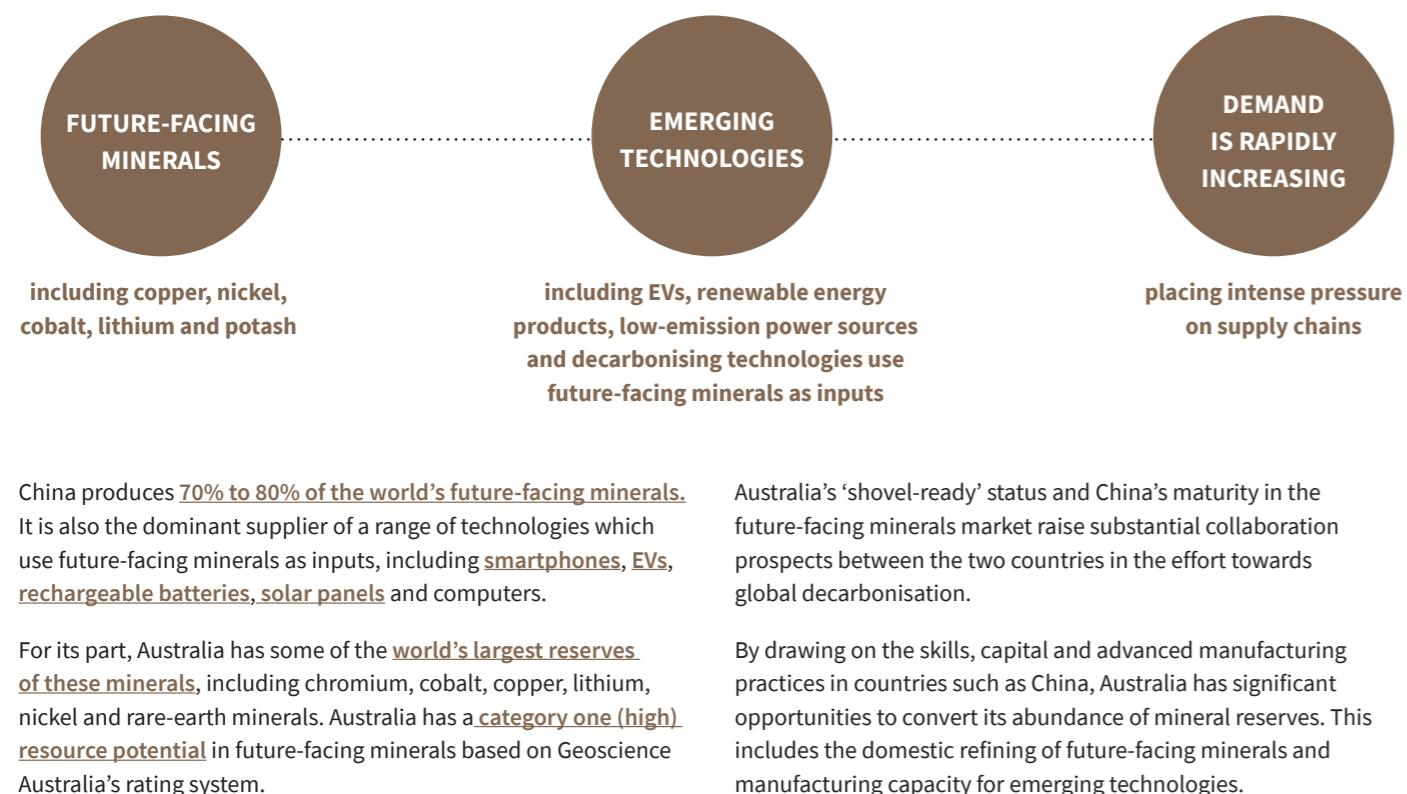 FUTURE-FACING
MINERALS
including copper, nickel,
cobalt, lithium and potash
EMERGING
TECHNOLOGIES
including EVs, renewable energy
products, low-emission power sources
and decarbonising technologies use
future-facing minerals as inputs
DEMAND
IS RAPIDLY
INCREASING
placing intense pressure
on supply chains
China produces 70% to 80% of the world’s future-facing minerals.
It is also the dominant supplier of a range of technologies which
use future-facing minerals as inputs, including smartphones, EVs,
rechargeable batteries, solar panels and computers.
For its part, Australia has some of the world’s largest reserves
of these minerals, including chromium, cobalt, copper, lithium,
nickel and rare-earth minerals. Australia has a category one (high)
resource potential in future-facing minerals based on Geoscience
Australia’s rating system.
Australia’s ‘shovel-ready’ status and China’s maturity in the
future-facing minerals market raise substantial collaboration
prospects between the two countries in the effort towards
global decarbonisation.
By drawing on the skills, capital and advanced manufacturing
practices in countries such as China, Australia has significant
opportunities to convert its abundance of mineral reserves. This
includes the domestic refining of future-facing minerals and
manufacturing capacity for emerging technologies.